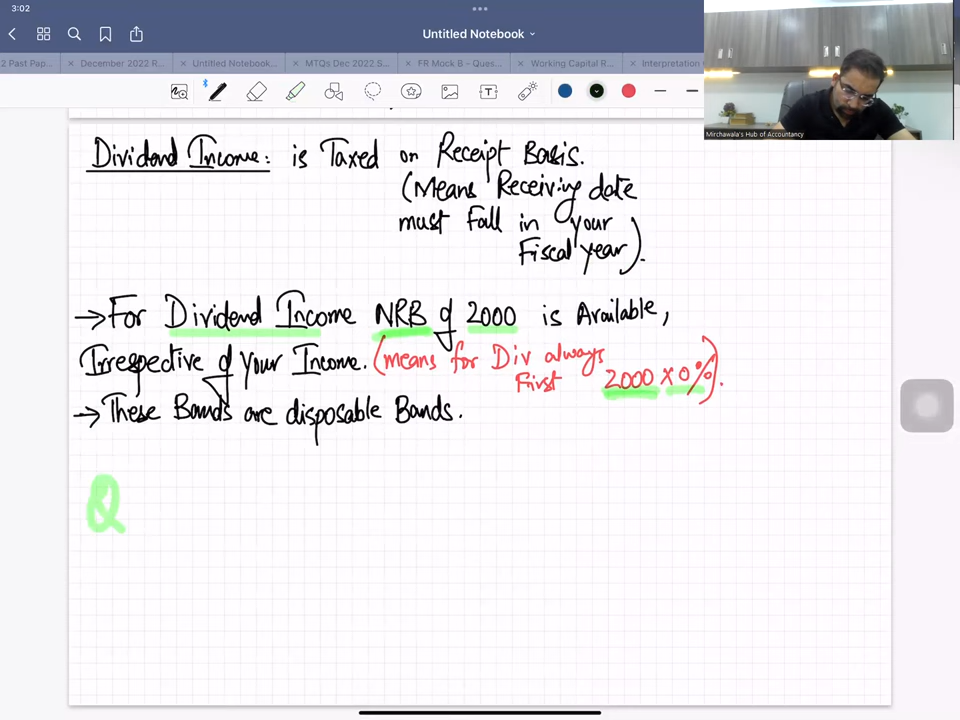 3:02
Untitled Notebook
2 Past Pap...
December 2022 R...
Untitled Notebook...
MTQs Dec 2022 S...
FR Mock B - Ques...
Working Capital R...
Interpretation
Mirchawala's Hub of Accountancy
Dividend Income: is Taxed on Receipt Basis.
(Means Receiving date
must Fall in your
Fiscal year).
→For Dividend Income NRB of 2000 is Available,
Irrespective of your Income. (means for Div always
First 2000 x 0%).
→ These Bands are disposable Bands.
Q